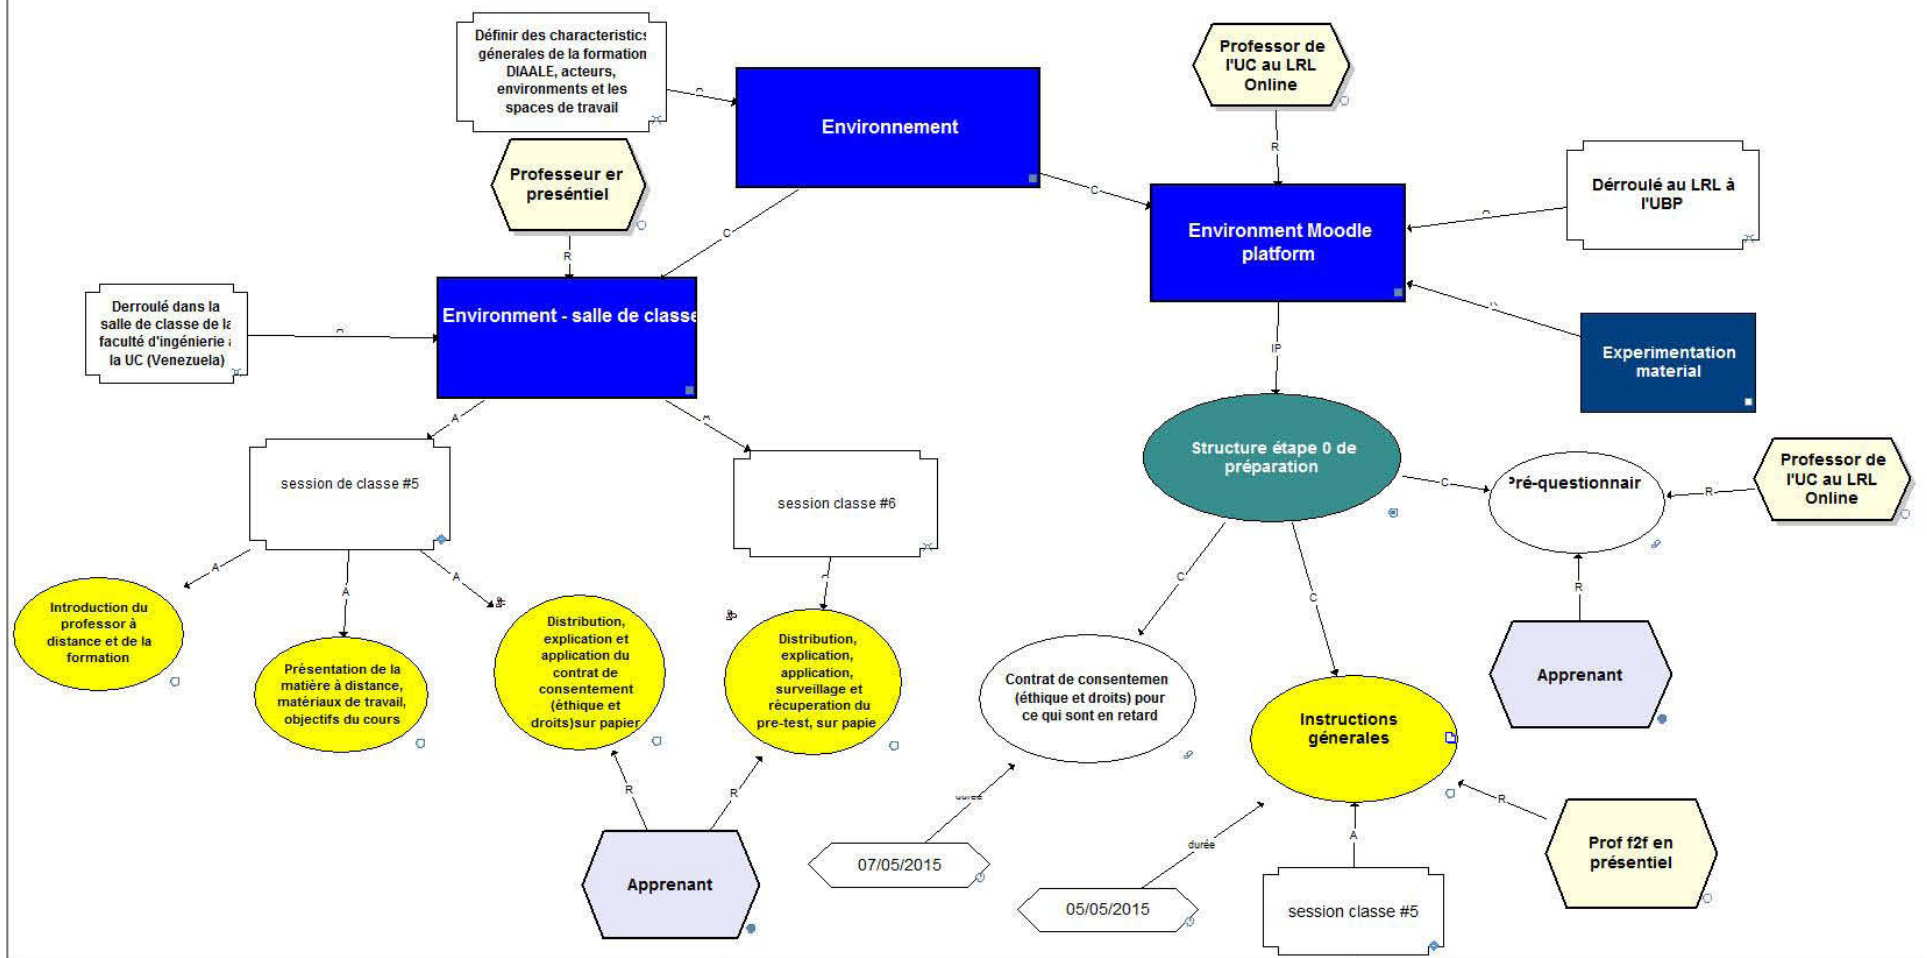 Définir des characteristics
génerales de la formation
DIAALE, acteurs,
environments et les
spaces de travail
Environnement
Professor de
l'UC au LRL
Online
Professeur er
preséntiel
Dérroulé au LRL à
l'UBP
Environment Moodle
platform
R
C
C
R
Derroulé dans la
salle de classe de la
faculté d'ingénierie
la UC (Venezuela)
Environment - salle de classe
Experimentation
material
IP
A
session de classe #5
session classe #6
Structure étape 0 de
préparation
C
Pré-questionnair
R
Professor de
l'UC au LRL
Online
A
A
A
C
C
R
Introduction du
professor à
distance et de la
formation
Présentation de la
matière à distance,
matériaux de travail,
objectifs du cours
Distribution,
explication et
application du
contrat de
consentement
(éthique et
droits)sur papier
Distribution,
explication,
application,
surveillage et
récuperation du
pre-test, sur papie
Contrat de consentemen
(éthique et droits) pour
ce qui sont en retard
Instructions
génerales
Apprenant
R
R
durée
durée
R
A
Apprenant
07/05/2015
05/05/2015
session classe #5
Prof f2f en
présentiel